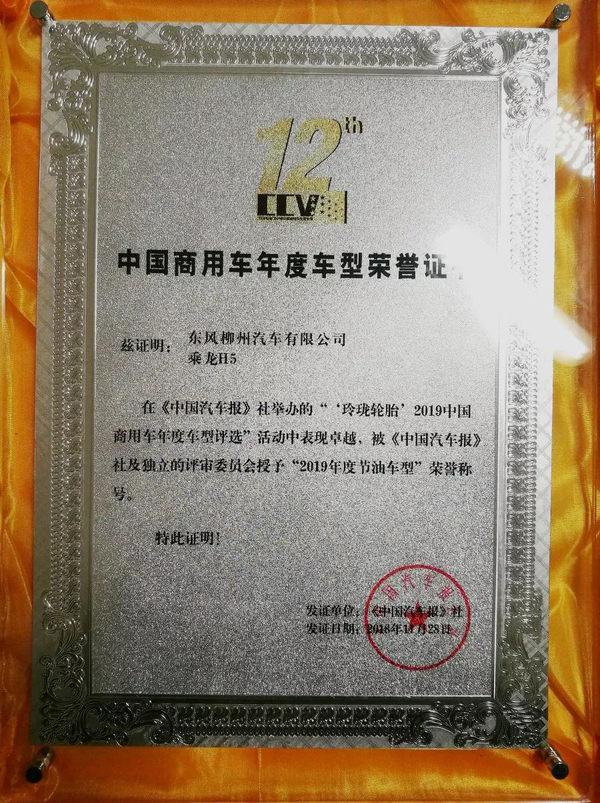 12th
CCV
中国商用车年度车型荣誉证
兹证明： 东风柳州汽车有限公司
乘龙H5
在《中国汽车报》社举办的“‘玲珑轮胎’2019中国
商用车年度车型评选”活动中表现卓越，被《中国汽车报》
社及独立的评审委员会授予“2019年度节油车型”荣誉称
号。
特此证明！
发证单位：《中国汽车报》社
发证日期：2018年11月28日